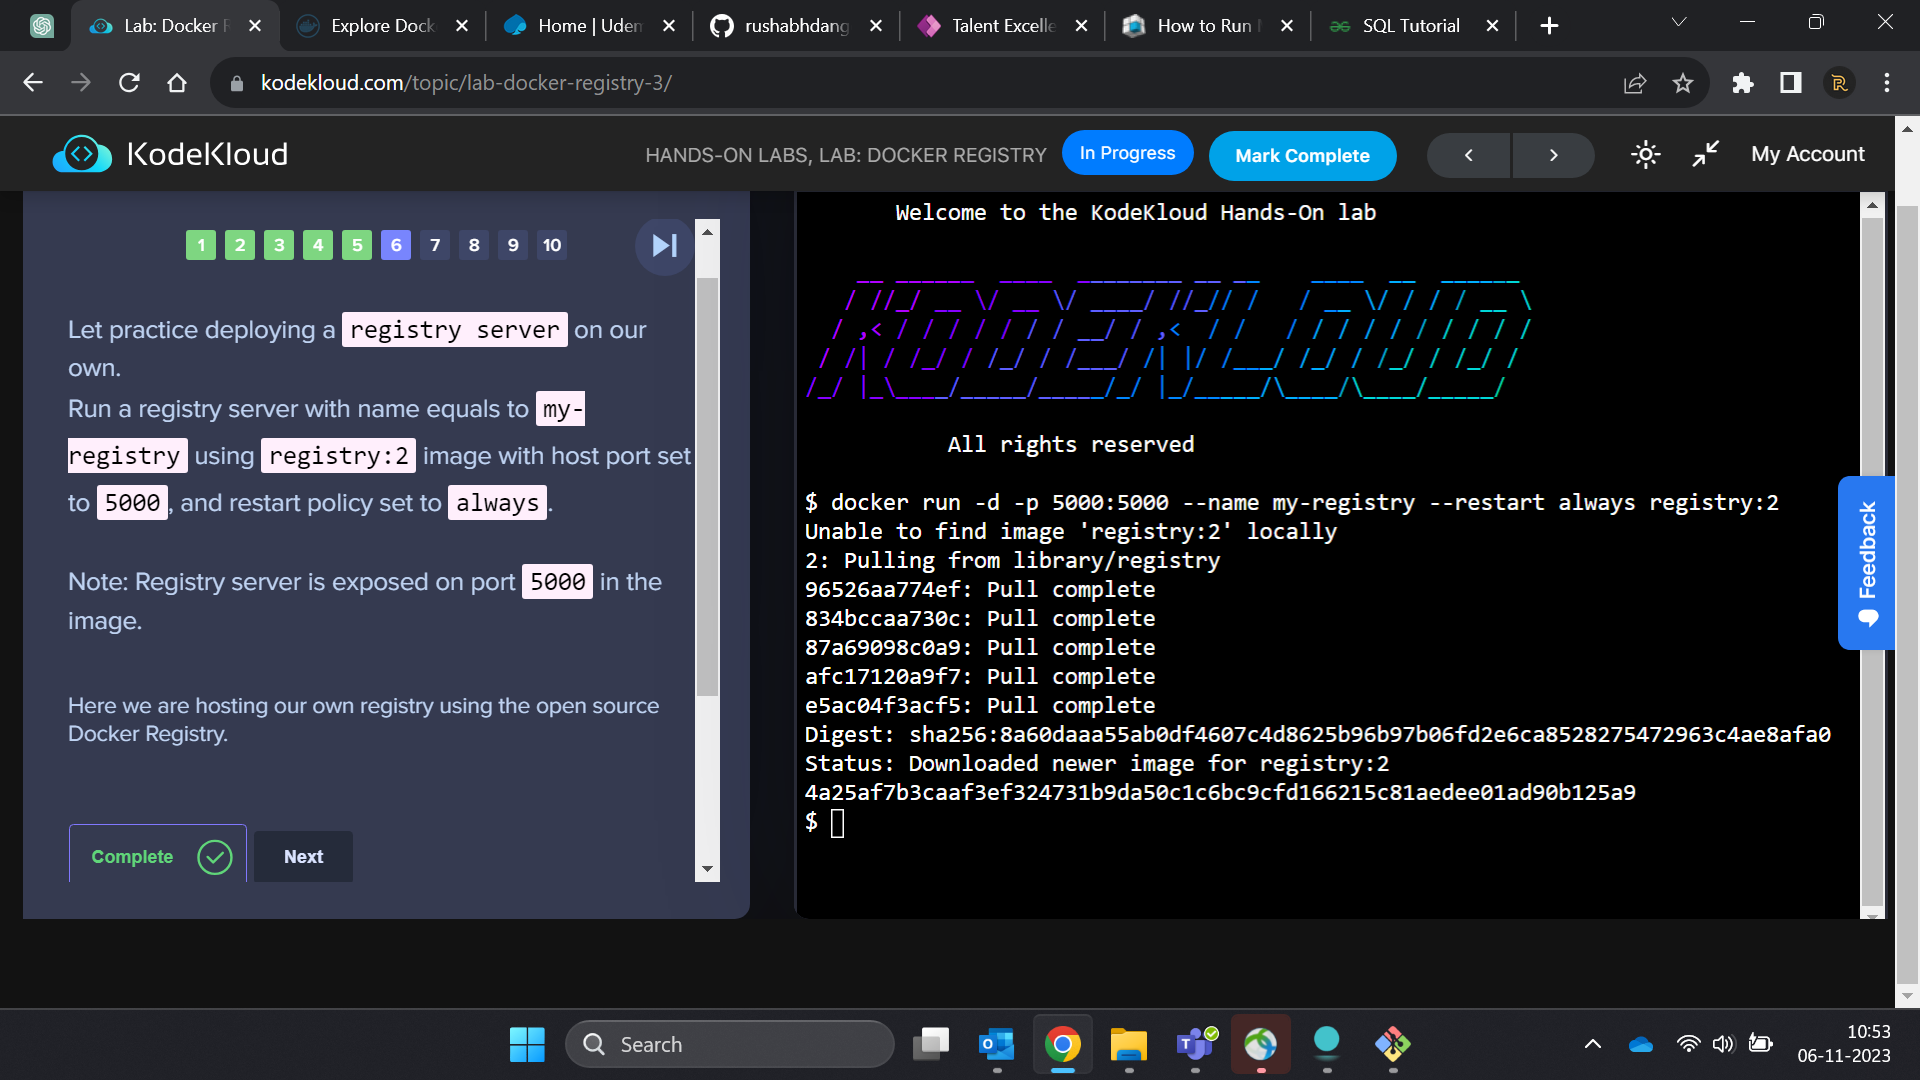 Lab: Docker R
Explore Dock
Home | Udem
rushabhdang
Talent Excelle
How to Run
SQL Tutorial
kodekloud.com/topic/lab-docker-registry-3/
KodeKloud
HANDS-ON LABS, LAB: DOCKER REGISTRY
In Progress
Mark Complete
My Account
1 2 3 4 5 6 7 8 9 10
Let practice deploying a registry server on our
own.
Run a registry server with name equals to my-
registry using registry:2 image with host port set
to 5000, and restart policy set to always.
Note: Registry server is exposed on port 5000 in the
image.
Here we are hosting our own registry using the open source
Docker Registry.
Complete
Next
Welcome to the KodeKloud Hands-On lab
KODEKLOUD
All rights reserved
$ docker run -d -p 5000:5000 --name my-registry --restart always registry:2
Unable to find image 'registry:2' locally
2: Pulling from library/registry
96526aa774ef: Pull complete
834bccaa730c: Pull complete
87a69098c0a9: Pull complete
afc17120a9f7: Pull complete
e5ac04f3acf5: Pull complete
Digest: sha256:8a60daaa55ab0df4607c4d8625b96b97b06fd2e6ca8528275472963c4ae8afa0
Status: Downloaded newer image for registry:2
4a25af7b3caaf3ef324731b9da50c1c6bc9cfd166215c81aedee01ad90b125a9
$
Feedback
Search
10:53
06-11-2023